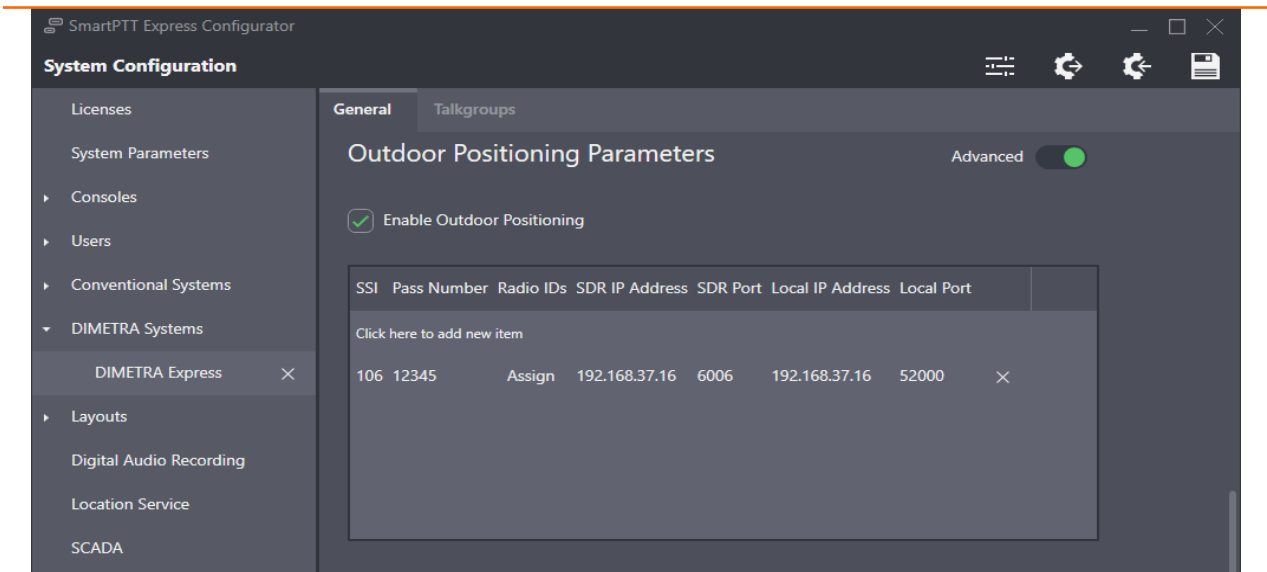 SmartPTT Express Configurator
System Configuration
Licenses
System Parameters
Consoles
Users
Conventional Systems
DIMETRA Systems
DIMETRA Express
Layouts
Digital Audio Recording
Location Service
SCADA
General Talkgroups
Outdoor Positioning Parameters Advanced
Enable Outdoor Positioning
SSI Pass Number Radio IDs SDR IP Address SDR Port Local IP Address Local Port
Click here to add new item
106 12345 Assign 192.168.37.16 6006 192.168.37.16 52000